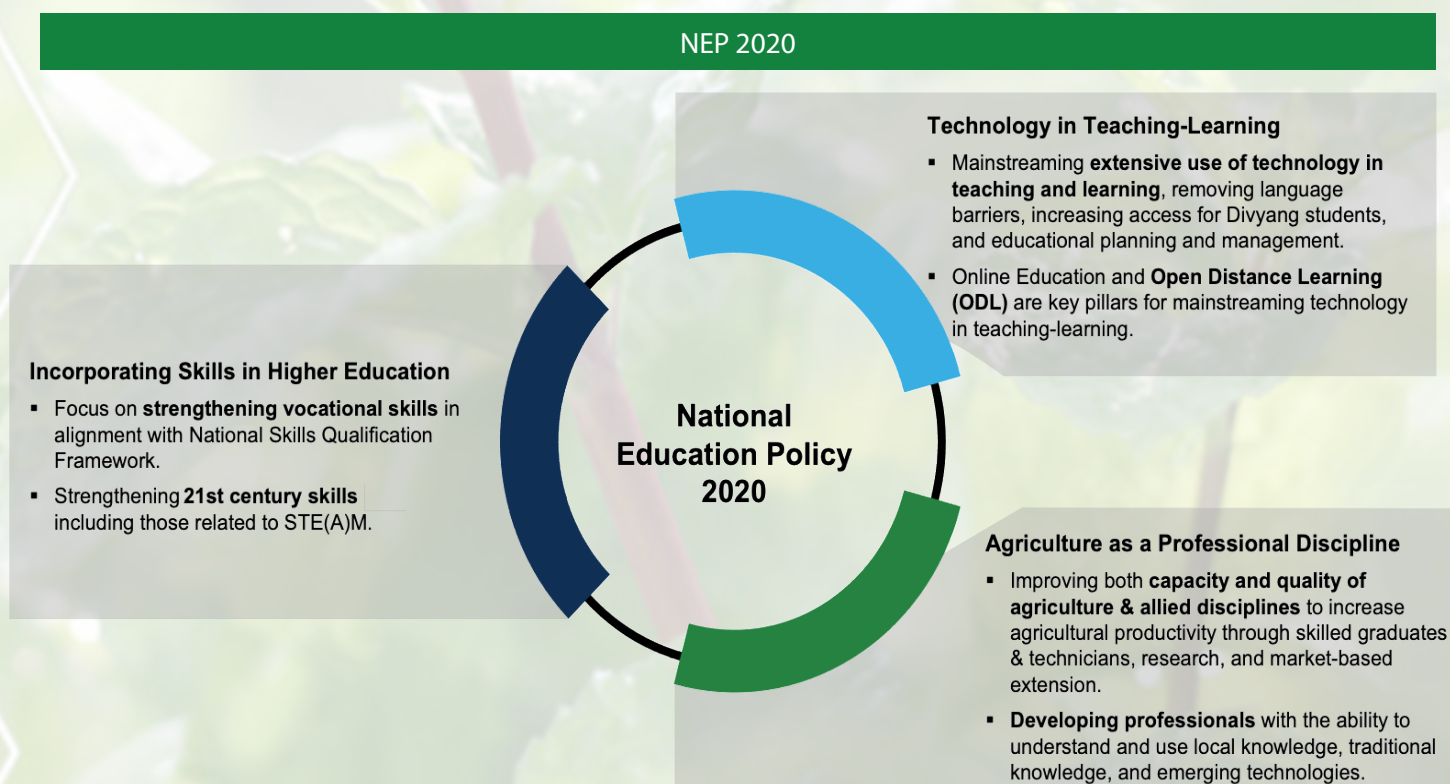 NEP 2020
Technology in Teaching-Learning
▪ Mainstreaming extensive use of technology in
teaching and learning, removing language
barriers, increasing access for Divyang students,
and educational planning and management.
▪ Online Education and Open Distance Learning
(ODL) are key pillars for mainstreaming technology
in teaching-learning.
Incorporating Skills in Higher Education
▪ Focus on strengthening vocational skills in
alignment with National Skills Qualification
Framework.
▪ Strengthening 21st century skills
including those related to STE(A)M.
National
Education Policy
2020
Agriculture as a Professional Discipline
▪ Improving both capacity and quality of
agriculture & allied disciplines to increase
agricultural productivity through skilled graduates
& technicians, research, and market-based
extension.
▪ Developing professionals with the ability to
understand and use local knowledge, traditional
knowledge, and emerging technologies.